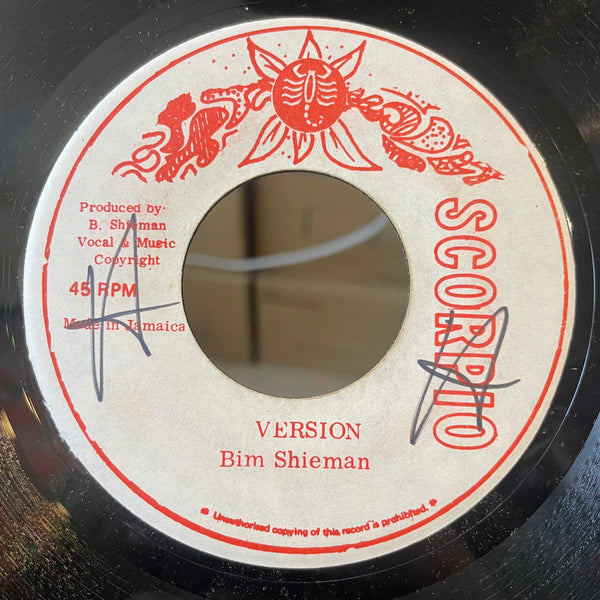 Produced by:
B. Shieman
Vocal & Music
Copyright
45 RPM
Made in Jamaica
SCORPIO
VERSION
Bim Shieman
* Unauthorised copying of this record is prohibited. *